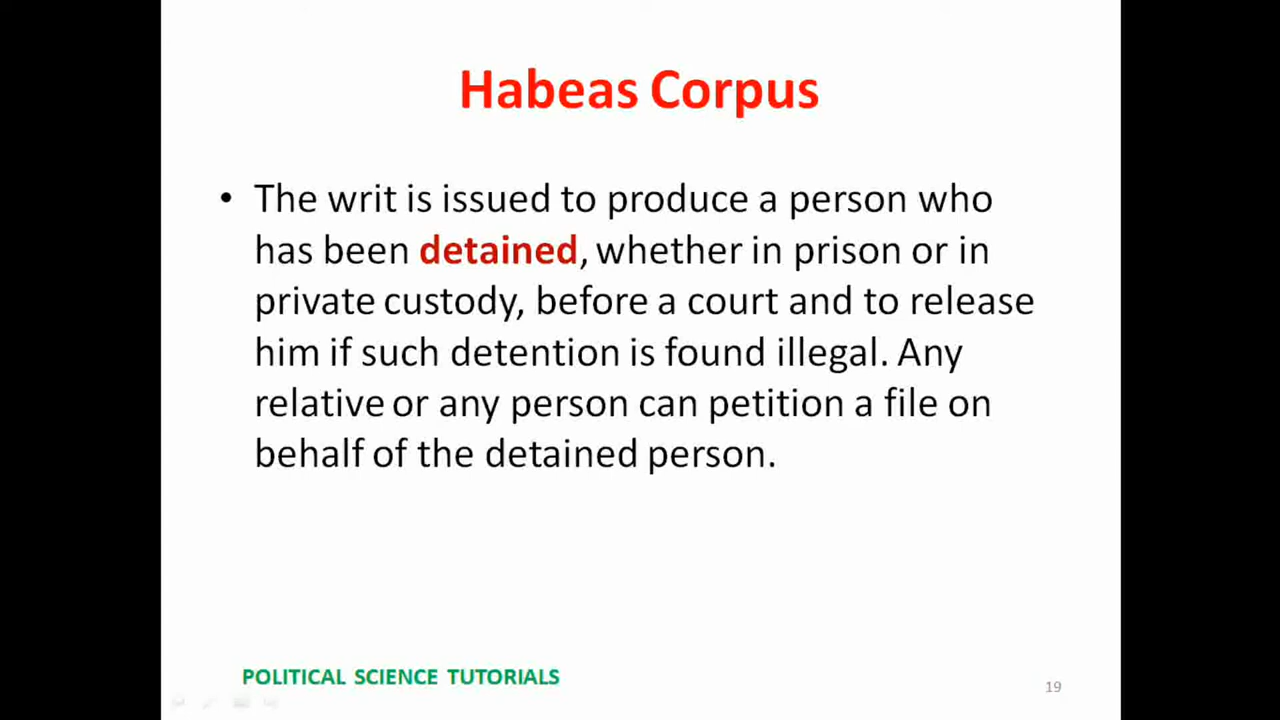 Habeas Corpus
• The writ is issued to produce a person who
has been detained, whether in prison or in
private custody, before a court and to release
him if such detention is found illegal. Any
relative or any person can petition a file on
behalf of the detained person.
POLITICAL SCIENCE TUTORIALS
19